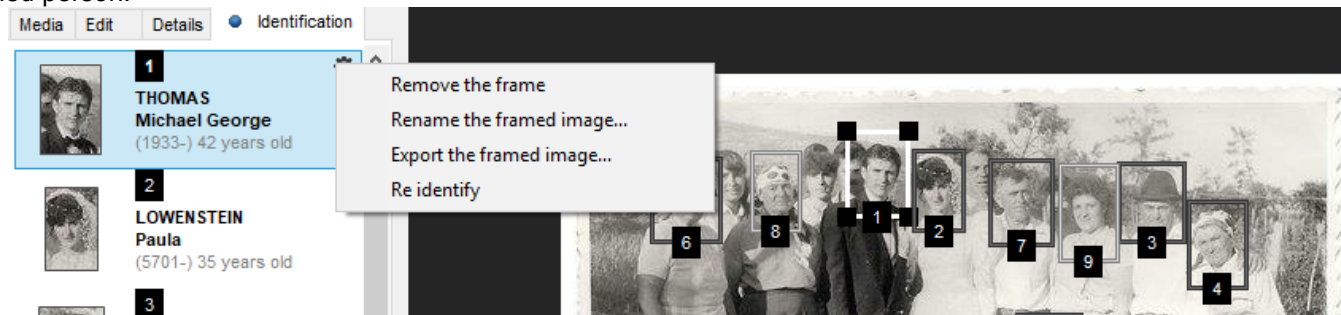 Media Edit Details Identification
1
THOMAS
Michael George
(1933-) 42 years old
2
LOWENSTEIN
Paula
(5701-) 35 years old
3
Remove the frame
Rename the framed image...
Export the framed image...
Re identify
6 8 1 2 7 9 3 4